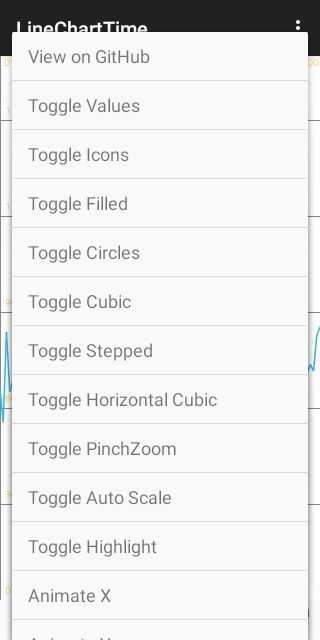 LineChartTime
View on GitHub
Toggle Values
Toggle Icons
Toggle Filled
Toggle Circles
Toggle Cubic
Toggle Stepped
Toggle Horizontal Cubic
Toggle PinchZoom
Toggle Auto Scale
Toggle Highlight
Animate X